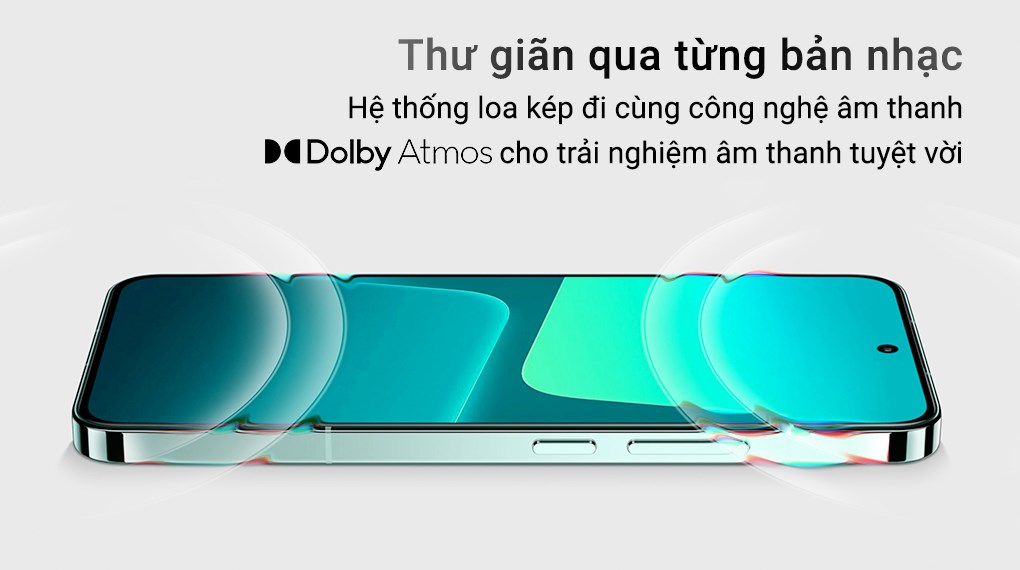 Thư giãn qua từng bản nhạc
Hệ thống loa kép đi cùng công nghệ âm thanh
Dolby Atmos cho trải nghiệm âm thanh tuyệt vời